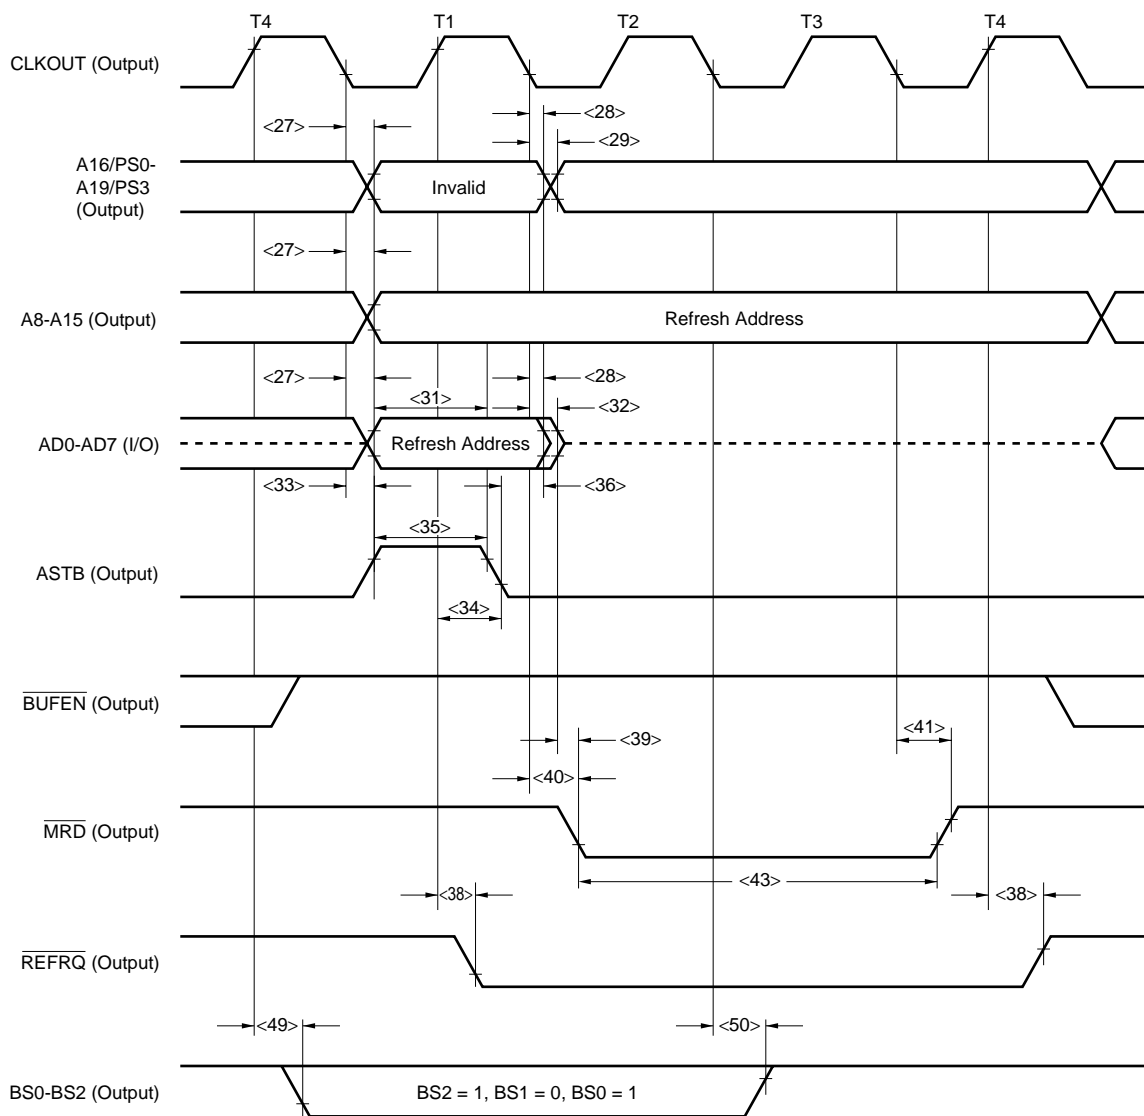 T4 T1 T2 T3 T4
CLKOUT (Output)
<27> <28>
<29>
A16/PS0-
A19/PS3
(Output)
Invalid
<27>
A8-A15 (Output)
Refresh Address
<27> <31> <28>
<32>
AD0-AD7 (I/O)
Refresh Address
<33> <36>
<35>
ASTB (Output)
<34>
BUFEN (Output)
<39> <41>
<40>
MRD (Output)
<43>
<38> <38>
REFRQ (Output)
<49> <50>
BS0-BS2 (Output)
BS2 = 1, BS1 = 0, BS0 = 1